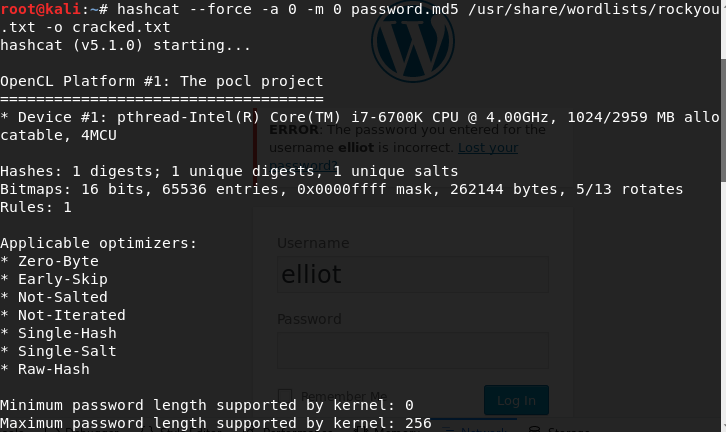 root@kali:~# hashcat --force -a 0 -m 0 password.md5 /usr/share/wordlists/rockyou
.txt -o cracked.txt
hashcat (v5.1.0) starting...
OpenCL Platform #1: The pocl project
====================================
* Device #1: pthread-Intel(R) Core(TM) i7-6700K CPU @ 4.00GHz, 1024/2959 MB allo
catable, 4MCU
ERROR: The password you entered for the
username elliot is incorrect. Lost your
password?
Hashes: 1 digests; 1 unique digests, 1 unique salts
Bitmaps: 16 bits, 65536 entries, 0x0000ffff mask, 262144 bytes, 5/13 rotates
Rules: 1
Applicable optimizers:
* Zero-Byte
* Early-Skip
* Not-Salted
* Not-Iterated
* Single-Hash
* Single-Salt
* Raw-Hash
Username
elliot
Password
Remember Me
Log In
Minimum password length supported by kernel: 0
Maximum password length supported by kernel: 256
Network